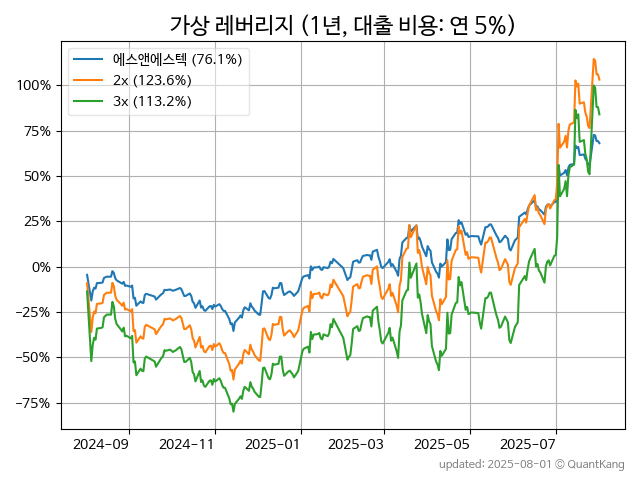 가상 레버리지 (1년, 대출 비용: 연 5%)
에스앤에스텍 (76.1%)
2x (123.6%)
3x (113.2%)
100%
75%
50%
25%
0%
−25%
−50%
−75%
2024-09 2024-11 2025-01 2025-03 2025-05 2025-07
updated: 2025-08-01 © QuantKang